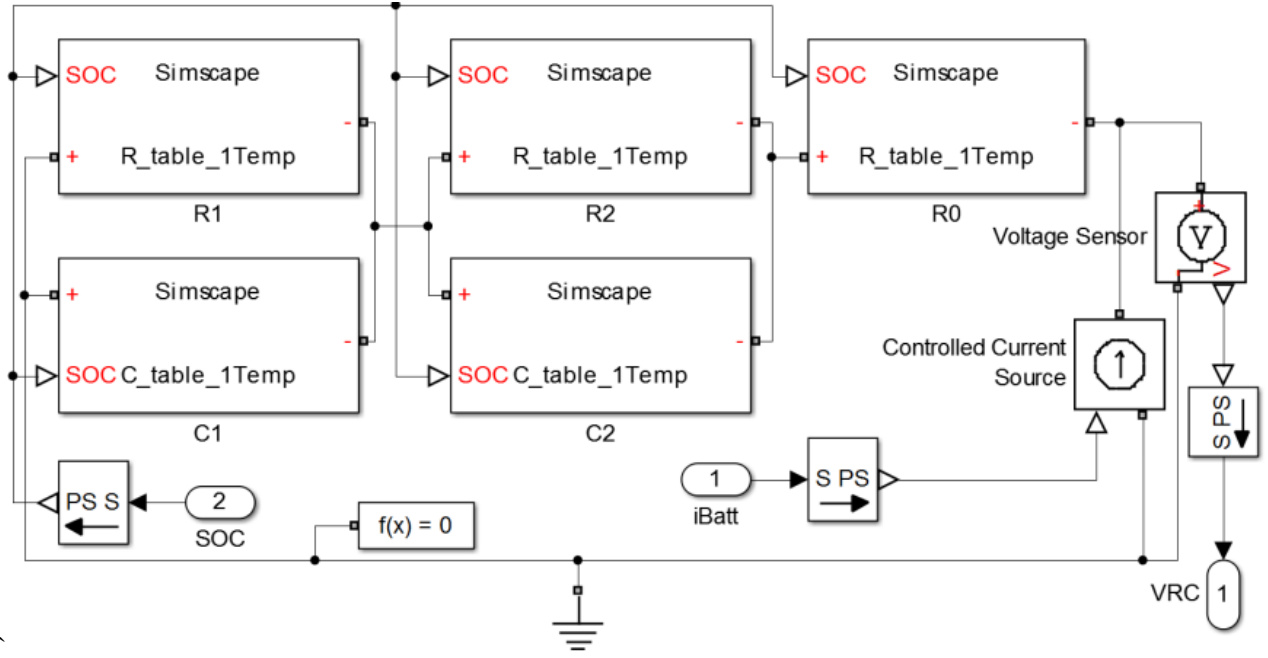 SOC Simscape
-
+ R_table_1Temp
R1
SOC Simscape
-
+ R_table_1Temp
R2
SOC Simscape
-
+ R_table_1Temp
R0
Simscape
+
-
SOC C_table_1Temp
C1
Simscape
+
-
SOC C_table_1Temp
C2
Voltage Sensor
+
V
-
V
Controlled Current
Source
S PS
PS S
2
SOC
f(x) = 0
1
iBatt
S PS
VRC
1